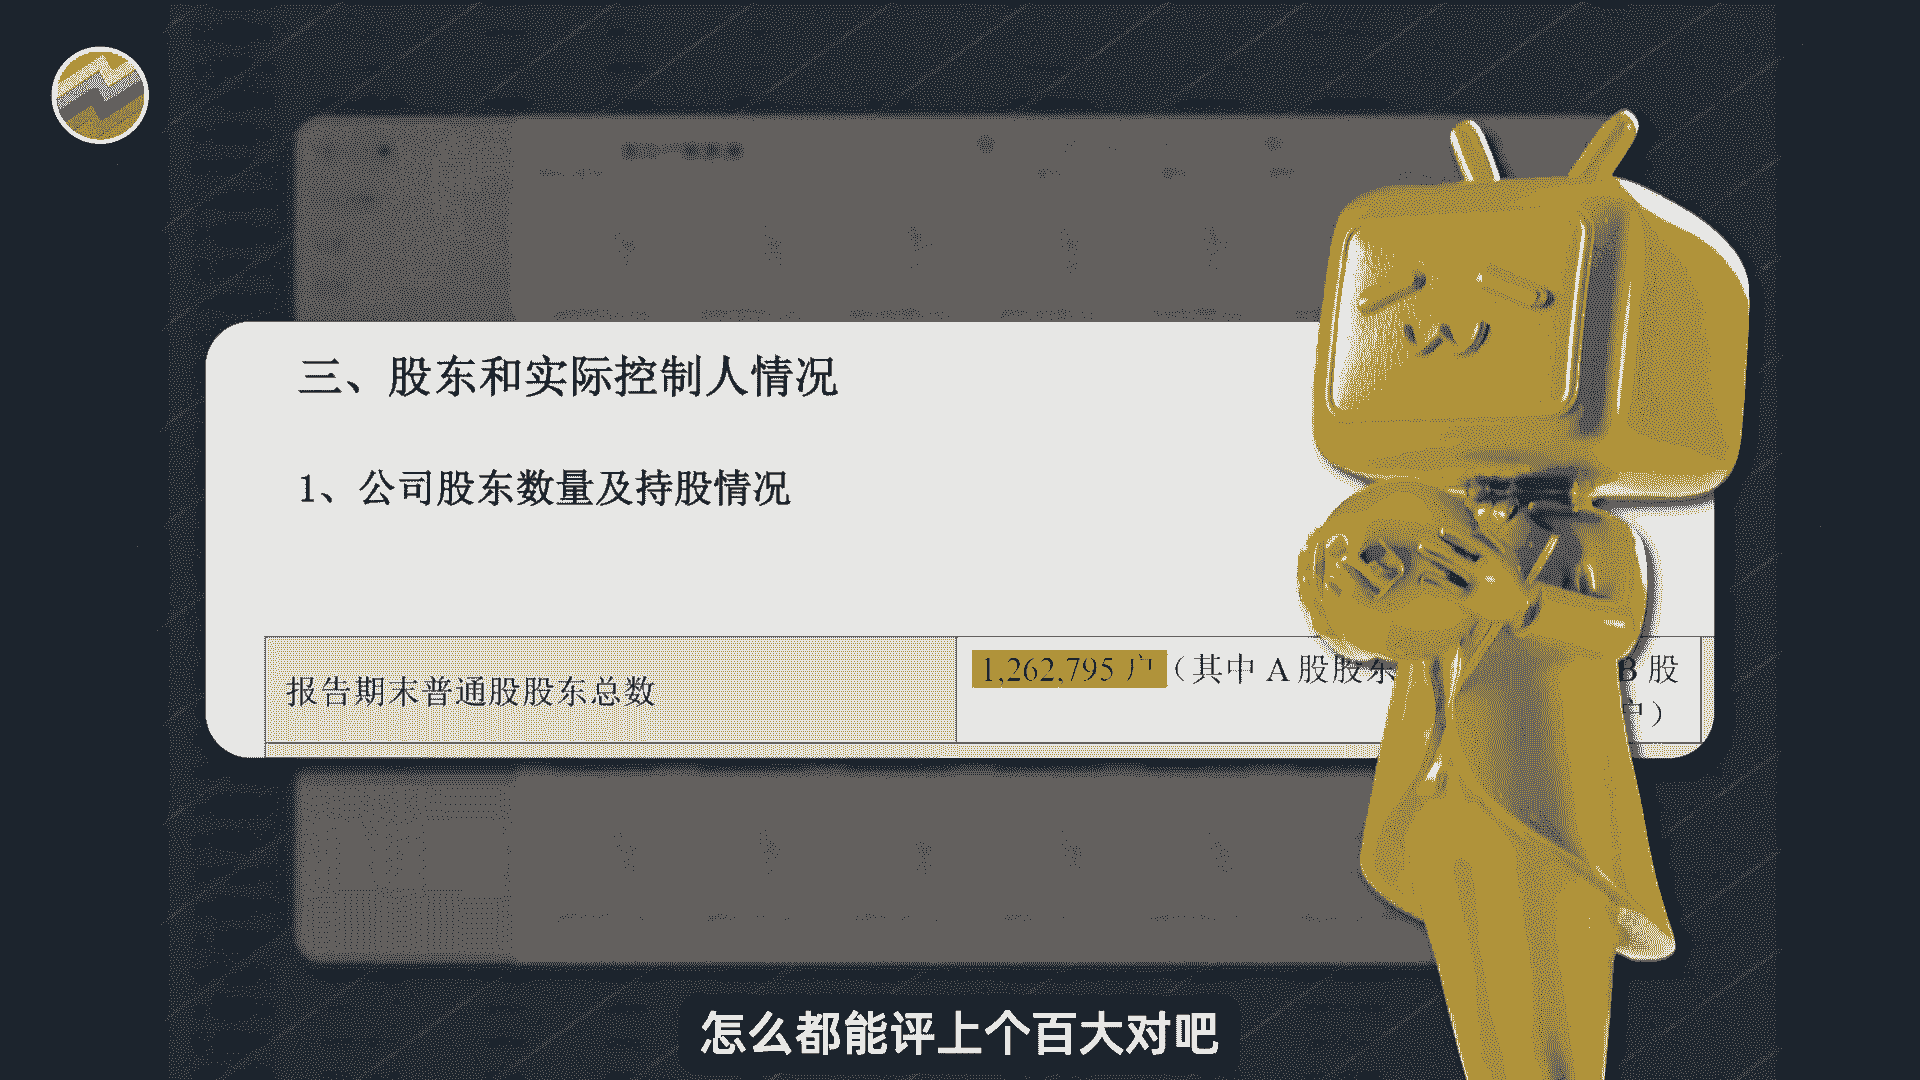 三、股东和实际控制人情况
1、公司股东数量及持股情况
报告期末普通股股东总数
1,262,795 户（其中 A 股股东
B 股
户）
怎么都能评上个百大对吧